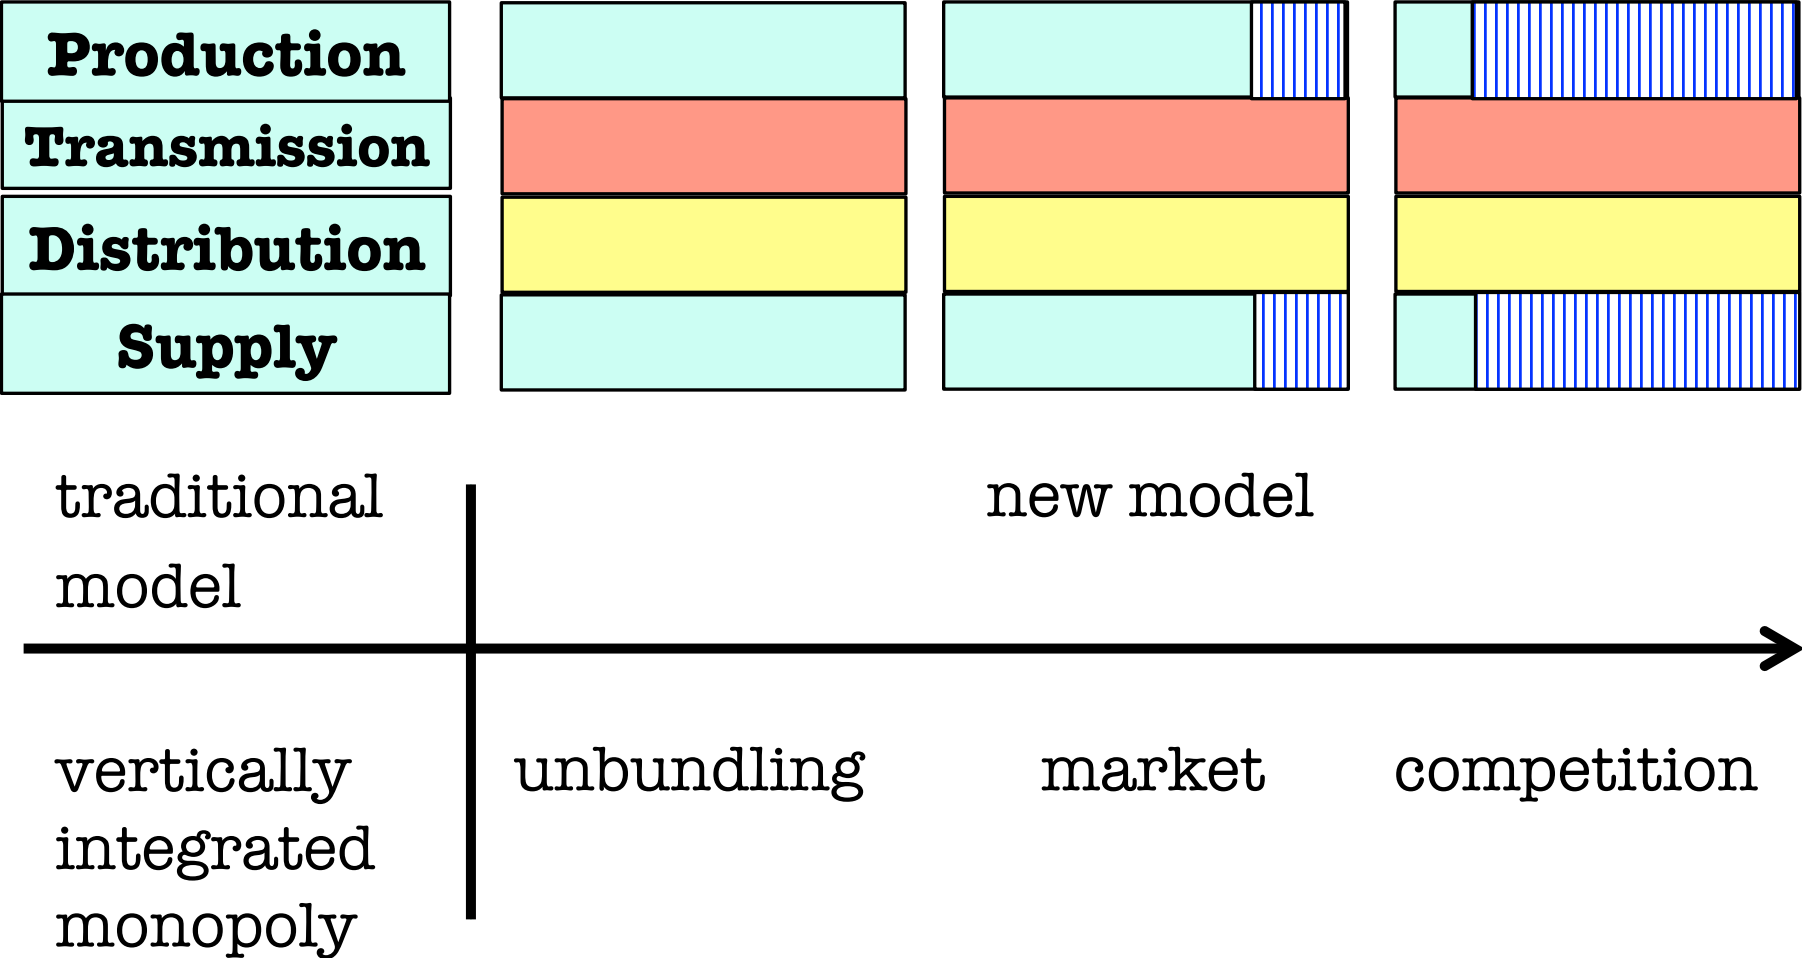 Production
Transmission
Distribution
Supply
traditional
model
new model
vertically
integrated
monopoly
unbundling
market
competition